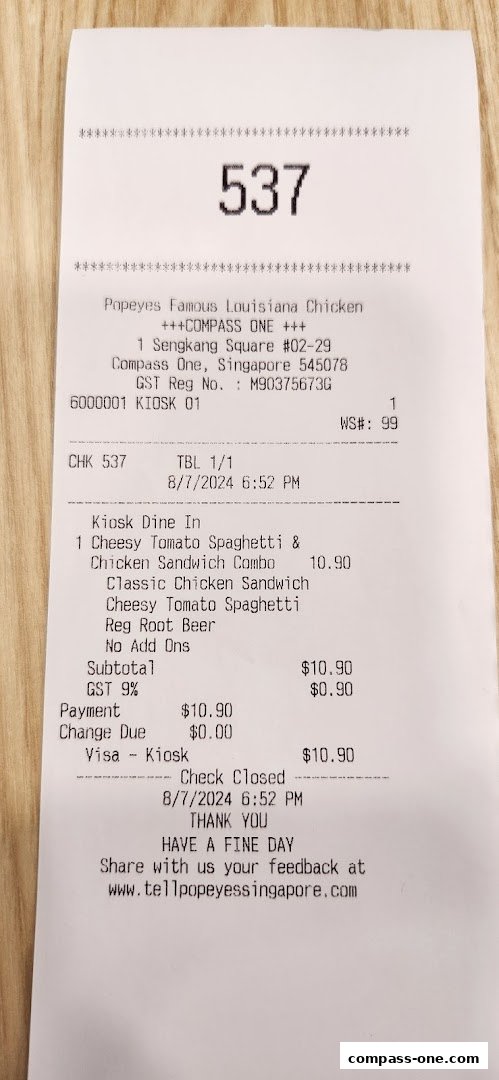 ******************************************
537
******************************************
Popeyes Famous Louisiana Chicken
+++COMPASS ONE +++
1 Sengkang Square #02-29
Compass One, Singapore 545078
GST Reg No. : M90375673G
6000001 KIOSK 01 1
WS#: 99
CHK 537 TBL 1/1
8/7/2024 6:52 PM
Kiosk Dine In
1 Cheesy Tomato Spaghetti &
Chicken Sandwich Combo 10.90
Classic Chicken Sandwich
Cheesy Tomato Spaghetti
Reg Root Beer
No Add Ons
Subtotal $10.90
GST 9% $0.90
Payment $10.90
Change Due $0.00
Visa - Kiosk $10.90
---------- Check Closed ----------
8/7/2024 6:52 PM
THANK YOU
HAVE A FINE DAY
Share with us your feedback at
www.tellpopeyessingapore.com
compass-one.com